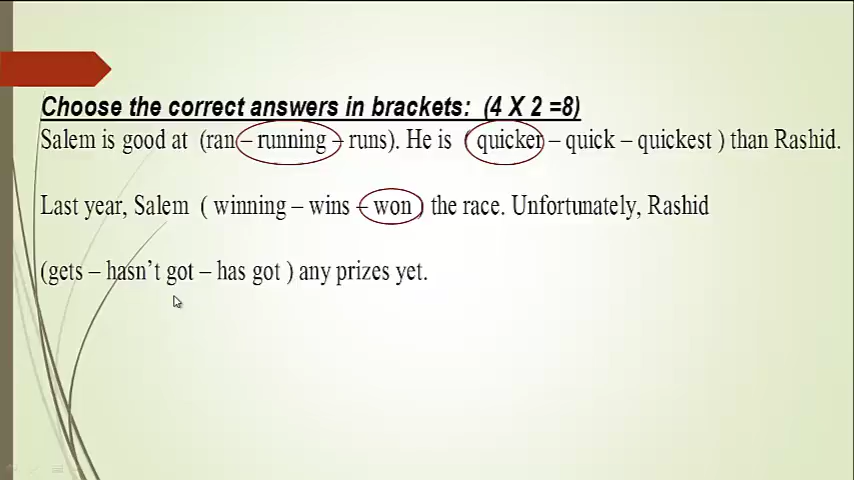 Choose the correct answers in brackets: (4 X 2 =8)
Salem is good at (ran – running – runs). He is ( quicker – quick – quickest ) than Rashid.
Last year, Salem ( winning – wins – won ) the race. Unfortunately, Rashid
(gets – hasn't got – has got ) any prizes yet.